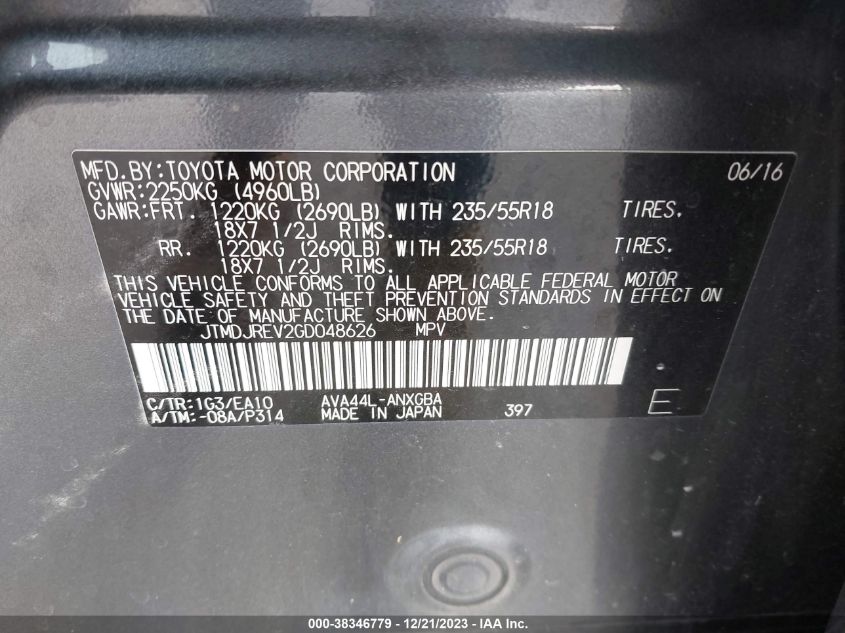 MFD.BY:TOYOTA MOTOR CORPORATION 06/16
GVWR:2250KG (4960LB)
GAWR:FRT. 1220KG (2690LB) WITH 235/55R18 TIRES.
18X7 1/2J RIMS.
RR. 1220KG (2690LB) WITH 235/55R18 TIRES.
18X7 1/2J RIMS.
THIS VEHICLE CONFORMS TO ALL APPLICABLE FEDERAL MOTOR
VEHICLE SAFETY AND THEFT PREVENTION STANDARDS IN EFFECT ON
THE DATE OF MANUFACTURE SHOWN ABOVE.
JTMDJREV2GD048626 MPV
C/TR:1G3/EA10 AVA44L-ANXGBA
A/TM:-08A/P314 MADE IN JAPAN 397 E
000-38346779 - 12/21/2023 - IAA Inc.